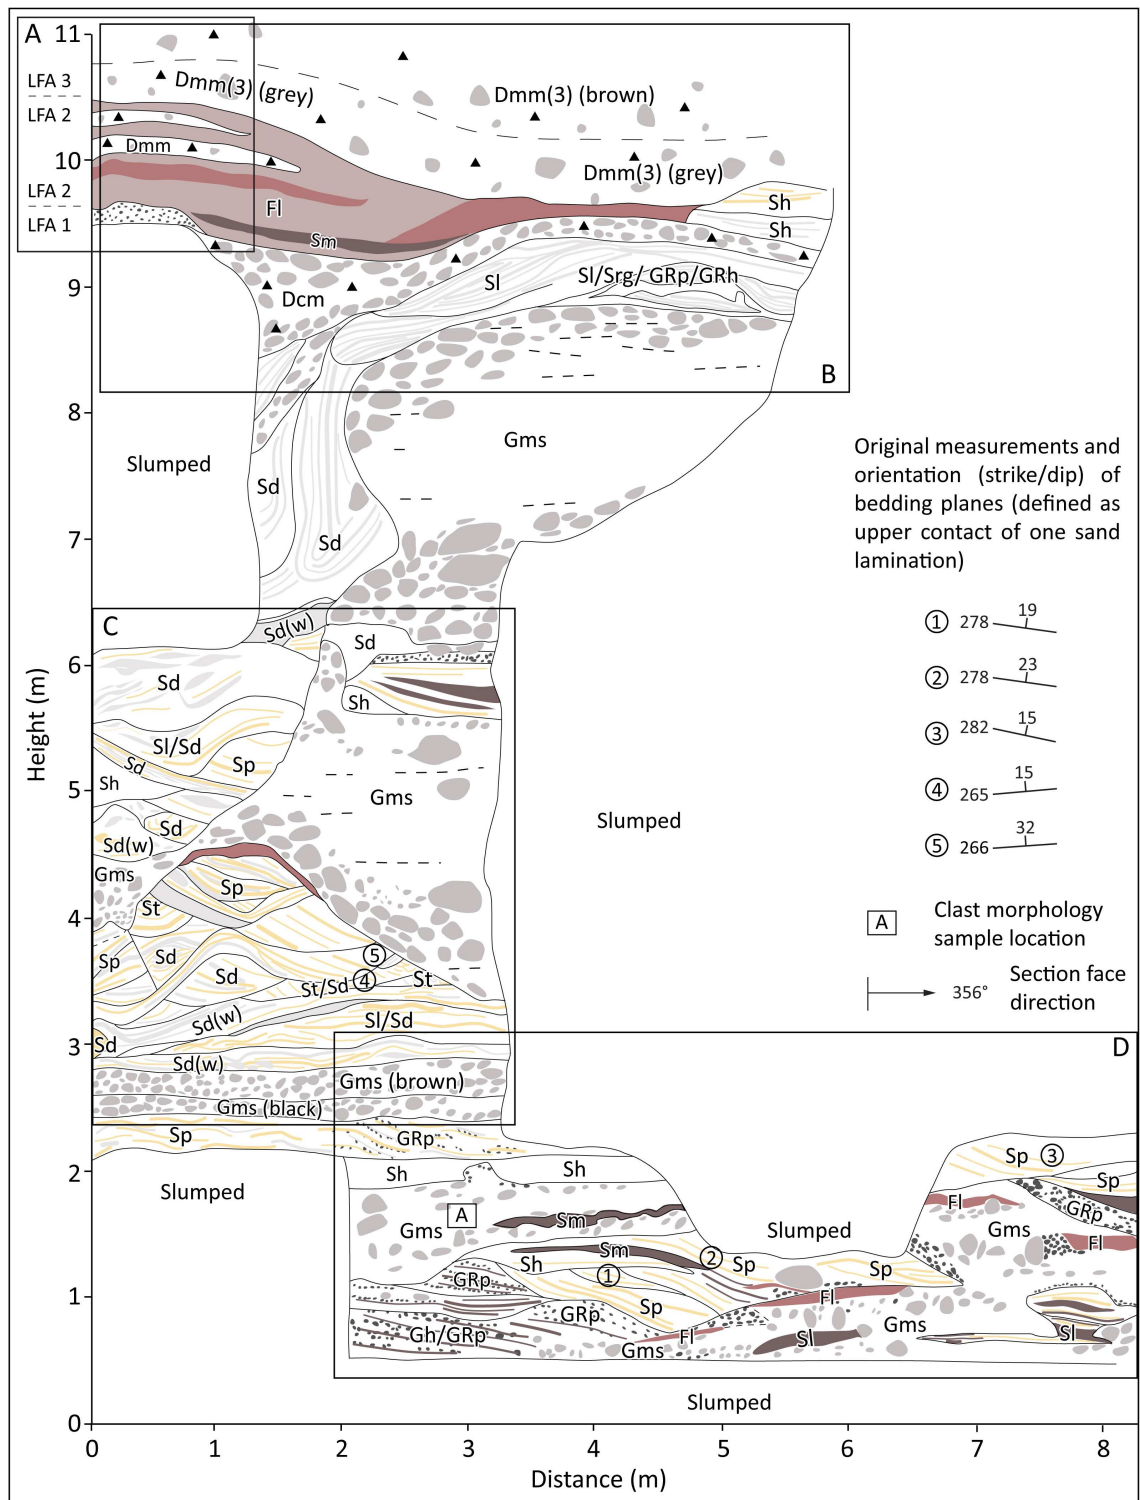 A
11
LFA 3
Dmm(3) (grey)
Dmm(3) (brown)
LFA 2
Dmm
10
Dmm(3) (grey)
LFA 2
Fl
Sh
LFA 1
Sh
Sm
Sl
Sl/Srg/ GRp/GRh
9
Dcm
B
8
Gms
Slumped
Sd
7
Sd
Original measurements and
orientation (strike/dip) of
bedding planes (defined as
upper contact of one sand
lamination)
1 278 19
2 278 23
3 282 15
4 265 15
5 266 32
A Clast morphology
sample location
356° Section face
direction
C
Sd(w)
Sd
6
Sd
Sh
Sl/Sd
Sd
Sp
Sh
5
Gms
Slumped
Sd
Sd(w)
Gms
Sp
St
4
Sp
Sd
5
Sd
St/Sd
4
St
Sd(w)
Sl/Sd
3
Sd
D
Sd(w)
Gms (brown)
Gms (black)
Sp
GRp
Sp
3
2
Sh
Sh
Sp
Slumped
Fl
GRp
A
Sm
Gms
Slumped
Gms
Fl
Sm
2
Sh
Sp
Sp
1
GRp
1
Fl
Sp
GRp
Gh/GRp
Fl
Sl
Gms
Sl
Gms
Slumped
0
0
1
2
3
4
5
6
7
8
Distance (m)
Height (m)